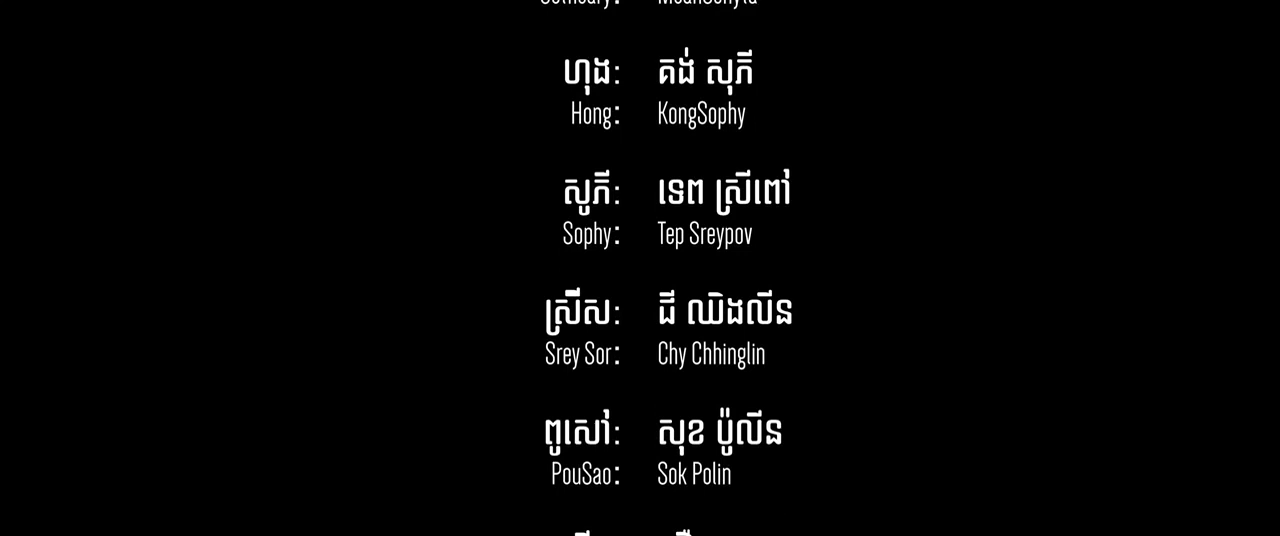 ហុង: គង់ សុភី
Hong: KongSophy
សូភី: ទេព ស្រីពៅ
Sophy: Tep Sreypov
ស្រីស: ជី ឈិងលីន
Srey Sor: Chy Chhinglin
ពូសៅ: សុខ ប៉ូលីន
PouSao: Sok Polin